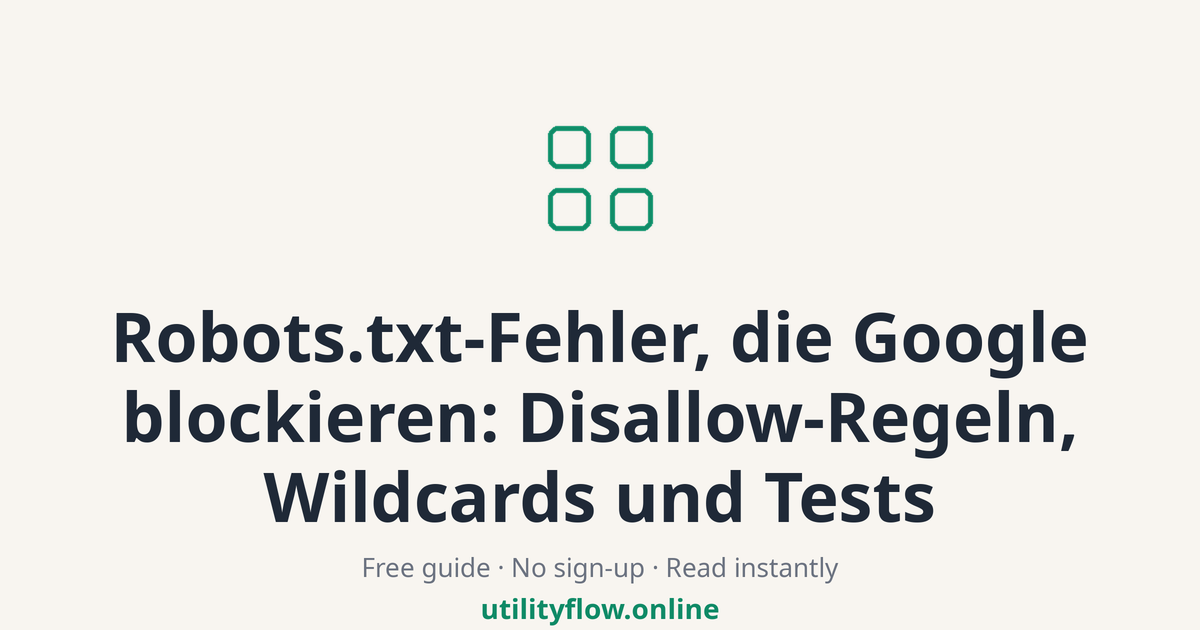 Robots.txt-Fehler, die Google
blockieren: Disallow-Regeln,
Wildcards und Tests
Free guide · No sign-up · Read instantly
utilityflow.online